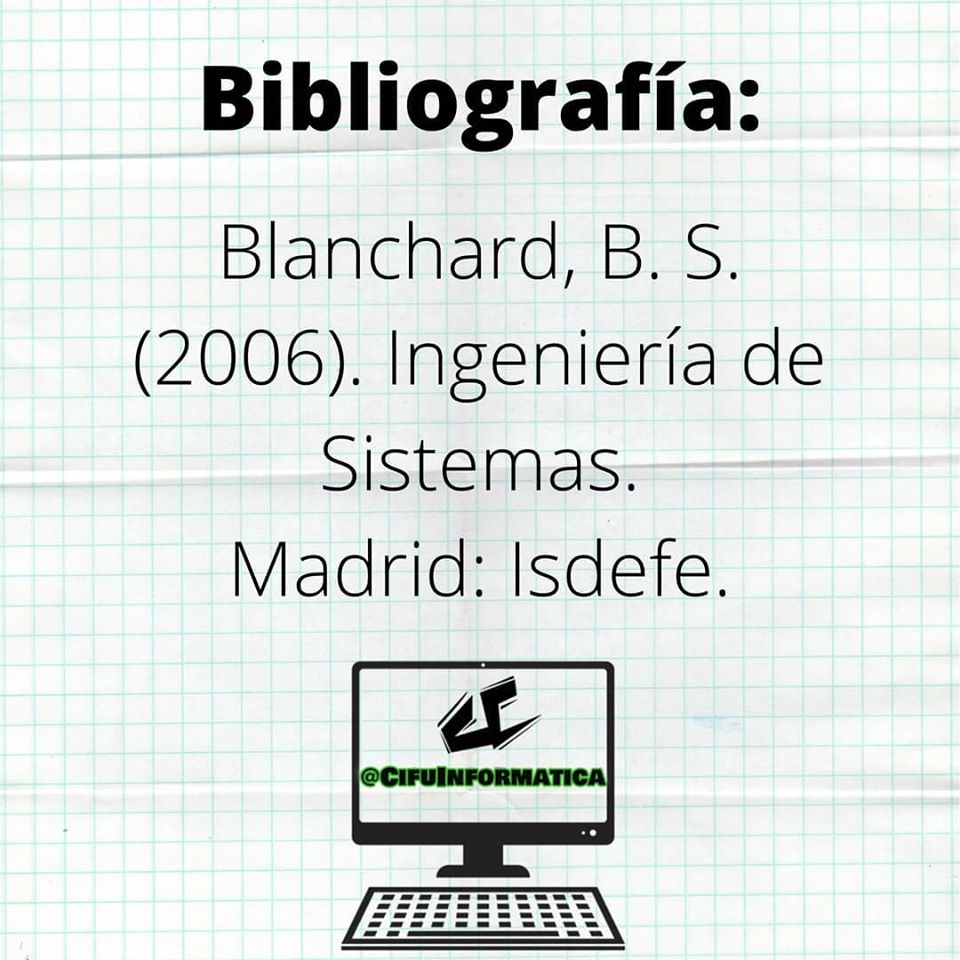 Bibliografía:
Blanchard, B. S.
(2006). Ingeniería de
Sistemas.
Madrid: Isdefe.
@CifuInformatica